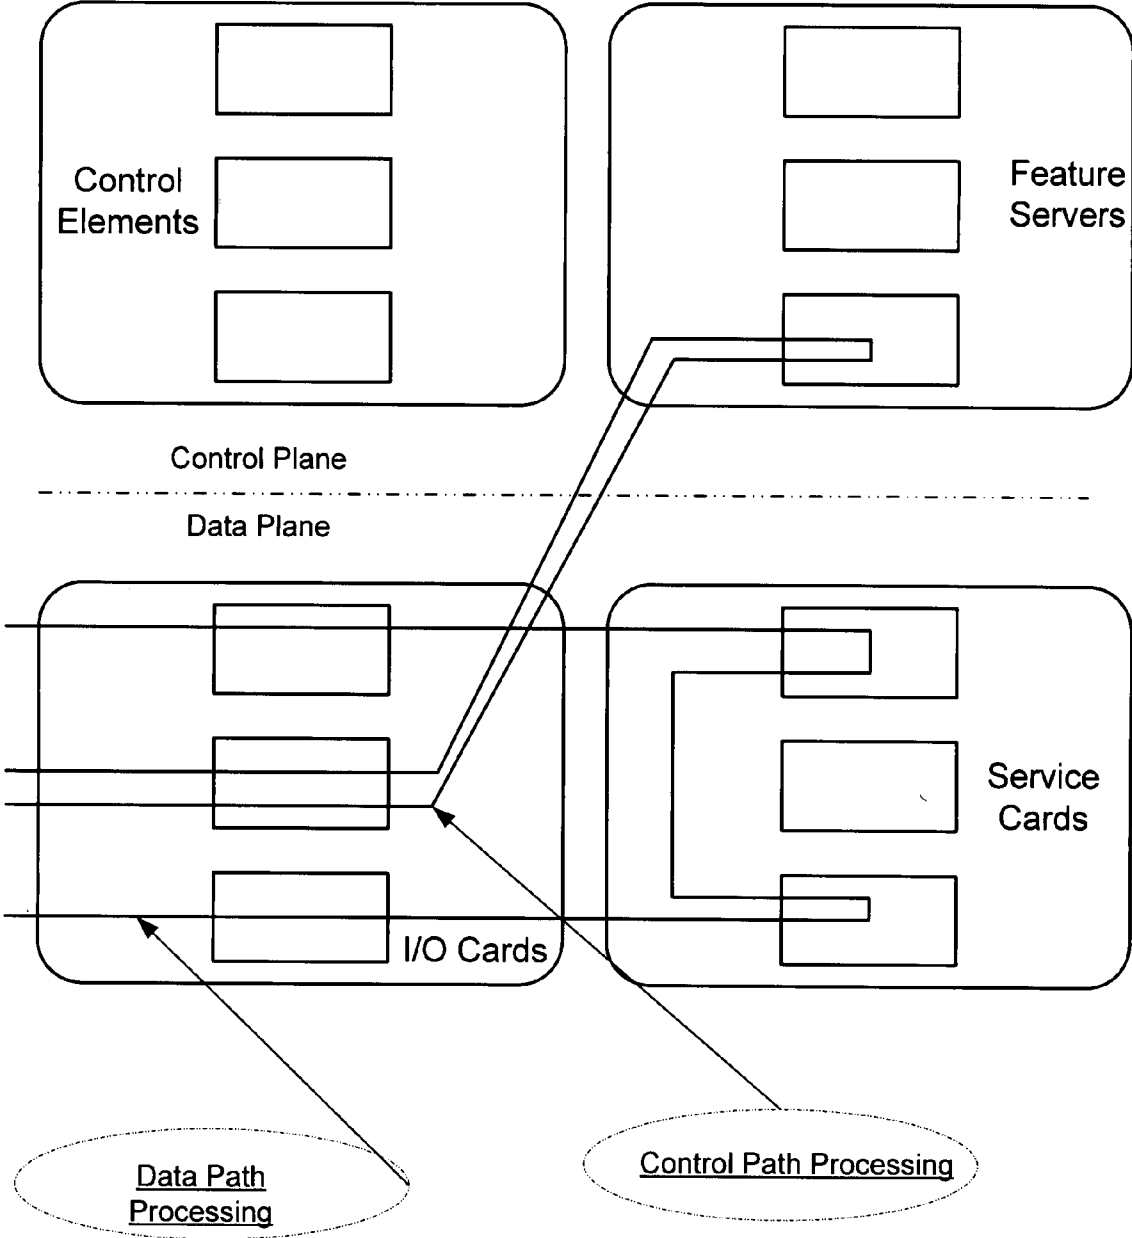 Control
Elements
Feature
Servers
Control Plane
Data Plane
Service
Cards
I/O Cards
Data Path
Processing
Control Path Processing